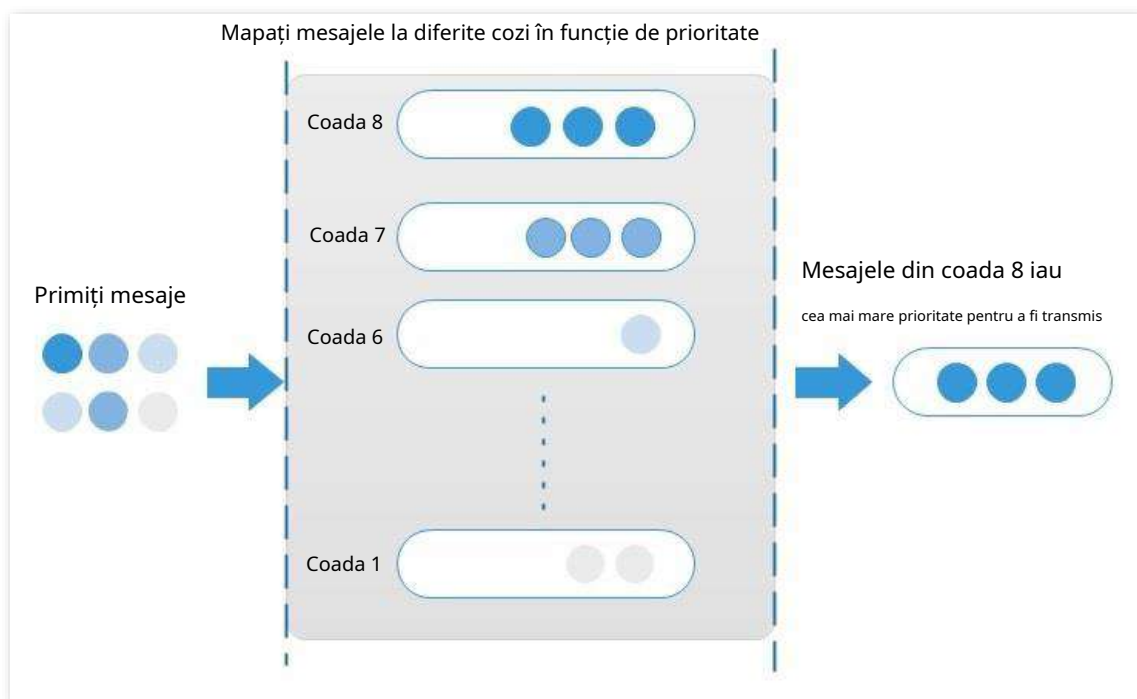 Mapați mesajele la diferite cozi în funcție de prioritate
Coada 8
Coada 7
Primiți mesaje
Coada 6
Coada 1
Mesajele din coada 8 iau
cea mai mare prioritate pentru a fi transmis